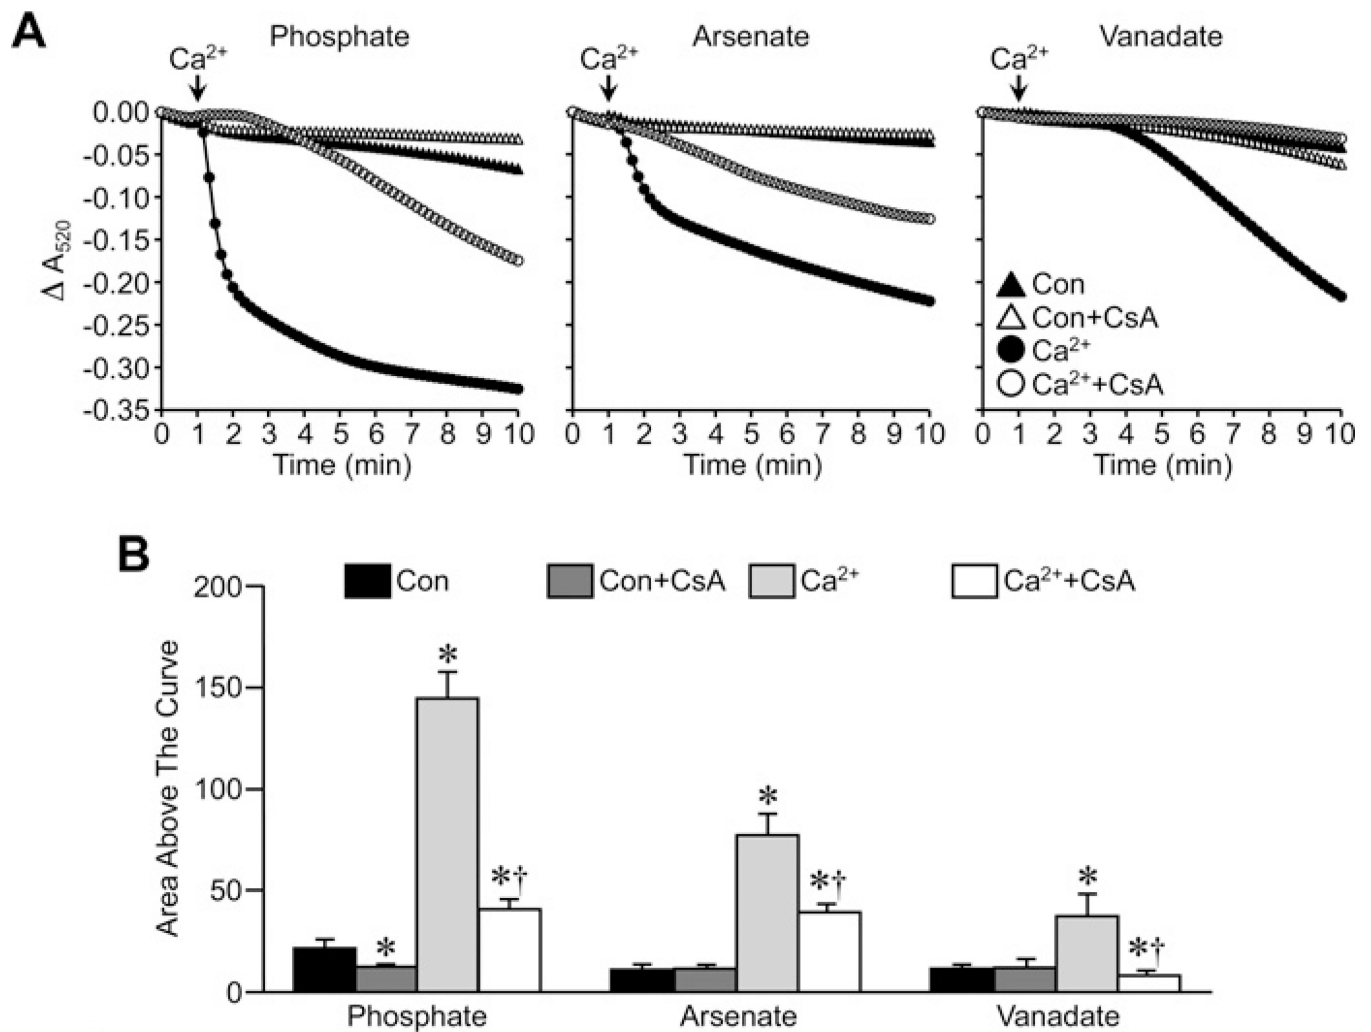 A
Phosphate
Arsenate
Vanadate
Ca²⁺
Ca²⁺
Ca²⁺
0.00
-0.05
-0.10
-0.15
-0.20
-0.25
-0.30
-0.35
Δ A₅₂₀
Con
Con+CsA
Ca²⁺
Ca²⁺+CsA
0 1 2 3 4 5 6 7 8 9 10
0 1 2 3 4 5 6 7 8 9 10
0 1 2 3 4 5 6 7 8 9 10
Time (min)
Time (min)
Time (min)
B
Con
Con+CsA
Ca²⁺
Ca²⁺+CsA
200
150
100
50
0
Area Above The Curve
*
*
*†
*
*†
*
*†
Phosphate
Arsenate
Vanadate